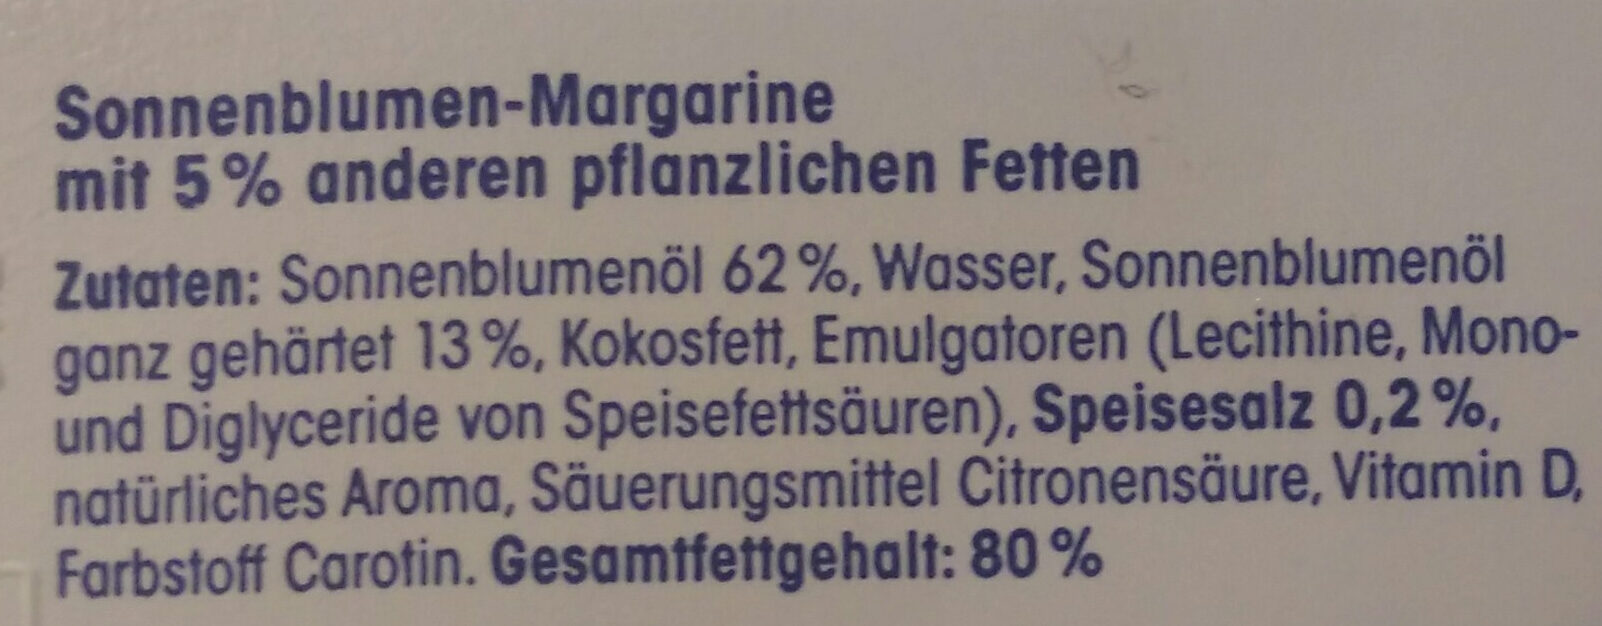 Sonnenblumen-Margarine
mit 5 % anderen pflanzlichen Fetten
Zutaten: Sonnenblumenöl 62 %, Wasser, Sonnenblumenöl
ganz gehärtet 13 %, Kokosfett, Emulgatoren (Lecithine, Mono-
und Diglyceride von Speisefettsäuren), Speisesalz 0,2 %,
natürliches Aroma, Säuerungsmittel Citronensäure, Vitamin D,
Farbstoff Carotin. Gesamtfettgehalt: 80 %